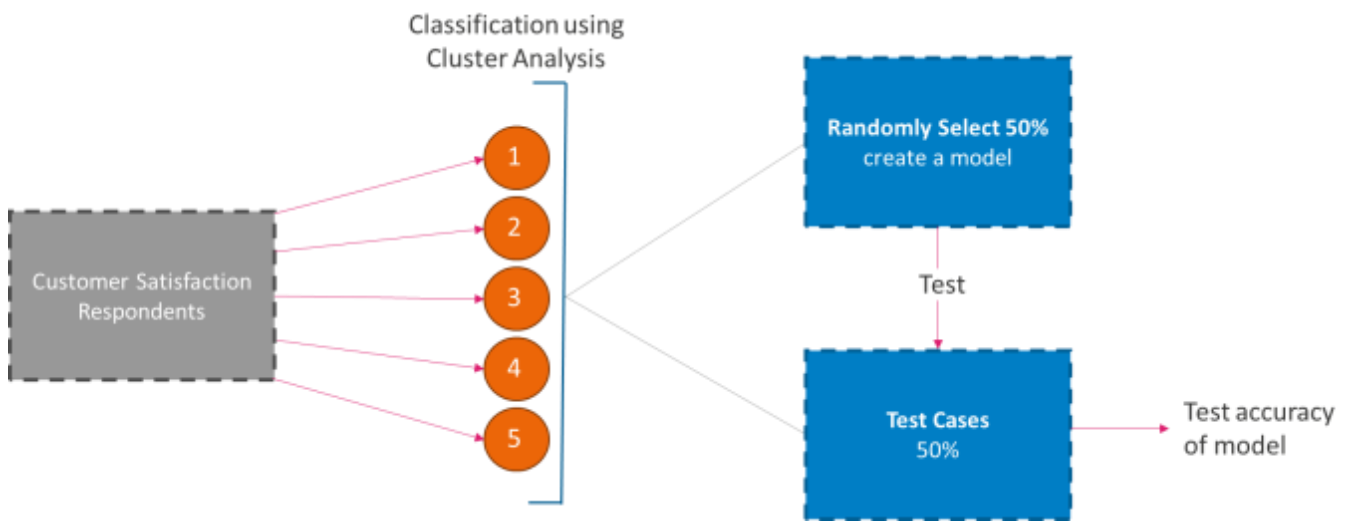 Classification using
Cluster Analysis
Customer Satisfaction
Respondents
1
2
3
4
5
Randomly Select 50%
create a model
Test
Test Cases
50%
Test accuracy
of model